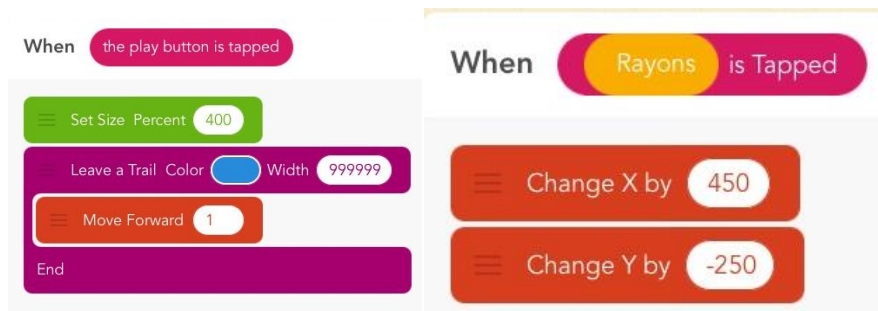 When the play button is tapped
Set Size Percent 400
Leave a Trail Color Width 999999
Move Forward 1
End
When Rayons is Tapped
Change X by 450
Change Y by -250